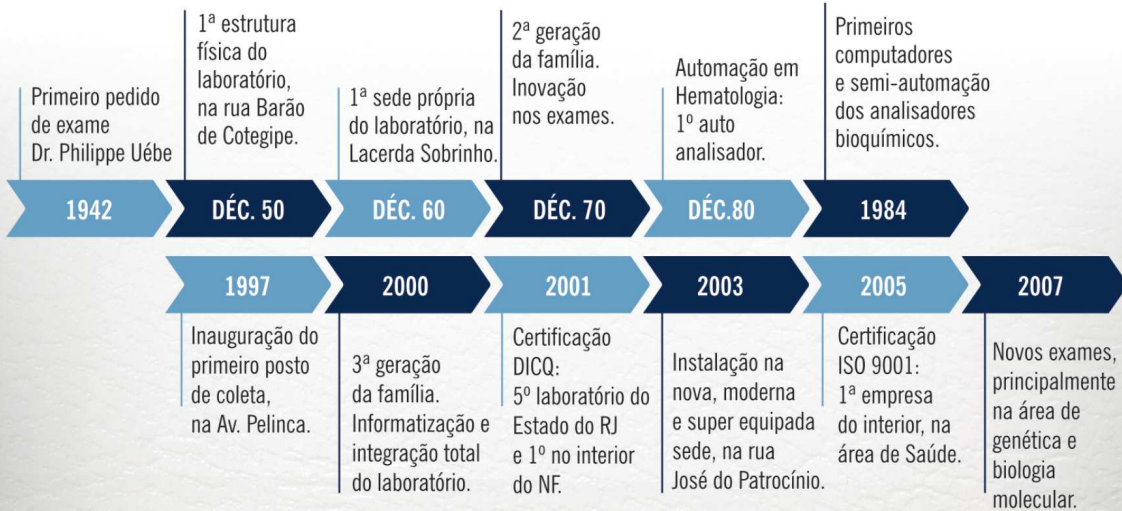 Primeiro pedido
de exame
Dr. Philippe Uébe
1942
1ª estrutura
física do
laboratório,
na rua Barão
de Cotegipe.
DÉC. 50
1ª sede própria
do laboratório, na
Lacerda Sobrinho.
DÉC. 60
2ª geração
da família.
Inovação
nos exames.
DÉC. 70
Automação em
Hematologia:
1º auto
analisador.
DÉC.80
Primeiros
computadores
e semi-automação
dos analisadores
bioquímicos.
1984
1997
Inauguração do
primeiro posto
de coleta,
na Av. Pelinca.
2000
3ª geração
da família.
Informatização e
integração total
do laboratório.
2001
Certificação
DICQ:
5º laboratório do
Estado do RJ
e 1º no interior
do NF.
2003
Instalação na
nova, moderna
e super equipada
sede, na rua
José do Patrocínio.
2005
Certificação
ISO 9001:
1ª empresa
do interior, na
área de Saúde.
2007
Novos exames,
principalmente
na área de
genética e
biologia
molecular.